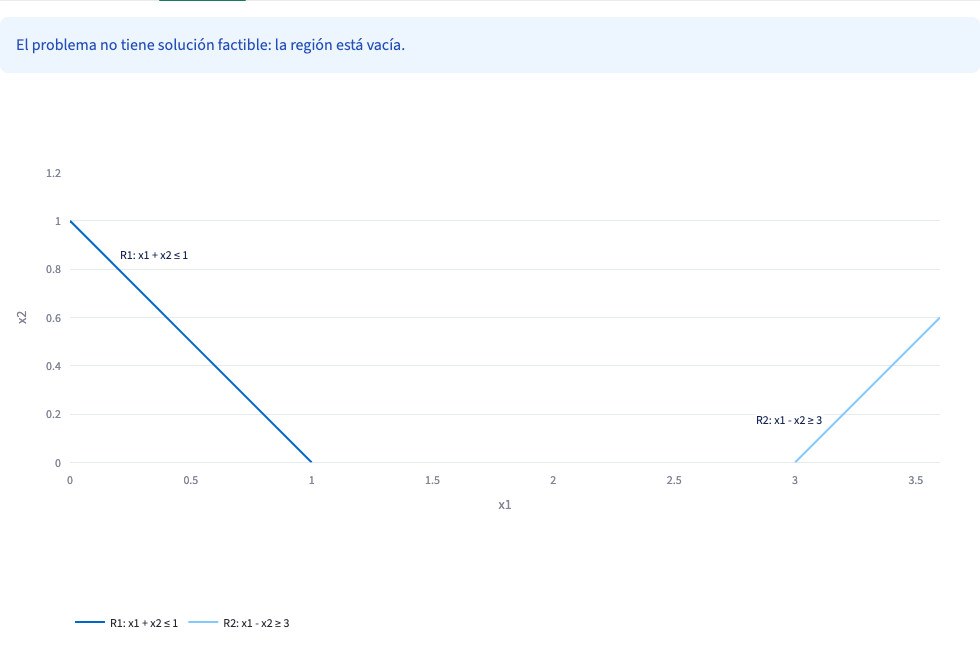 El problema no tiene solución factible: la región está vacía.
1.2
1
R1: x1 + x2 ≤ 1
0.8
x2
0.6
0.4
0.2
R2: x1 - x2 ≥ 3
0
0 0.5 1 1.5 2 2.5 3 3.5
x1
R1: x1 + x2 ≤ 1 R2: x1 - x2 ≥ 3